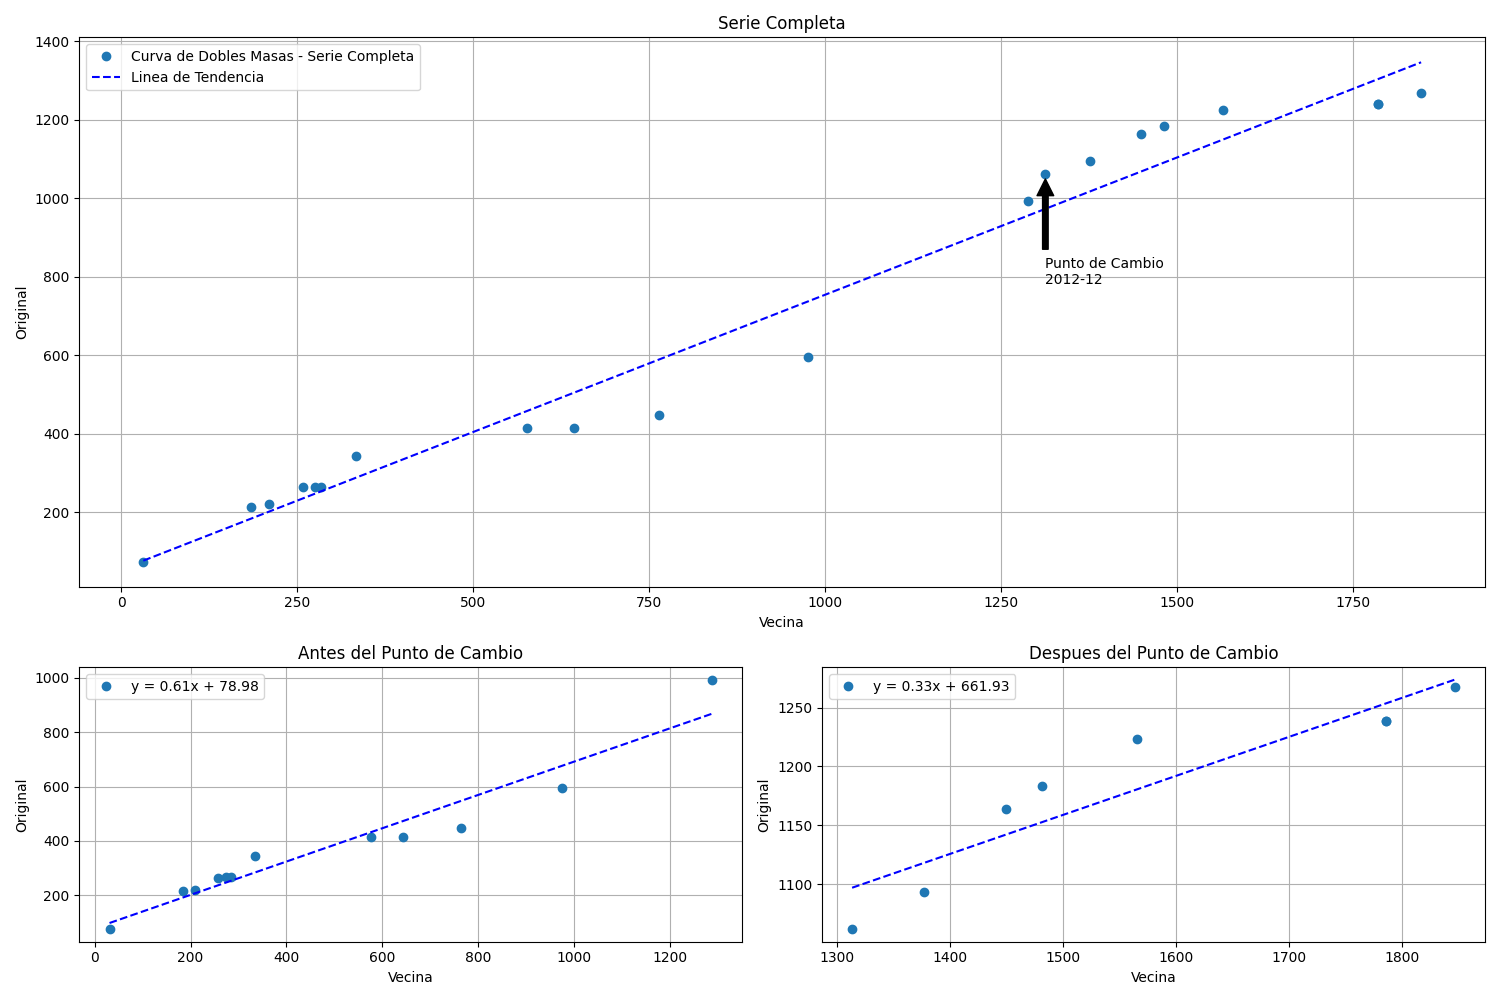 Serie Completa
Curva de Dobles Masas - Serie Completa
Linea de Tendencia
1400
1200
1000
800
600
400
200
Original
Punto de Cambio
2012-12
0 250 500 750 1000 1250 1500 1750
Vecina
Antes del Punto de Cambio
y = 0.61x + 78.98
1000
800
600
400
200
Original
0 200 400 600 800 1000 1200
Vecina
Despues del Punto de Cambio
y = 0.33x + 661.93
1250
1200
1150
1100
Original
1300 1400 1500 1600 1700 1800
Vecina